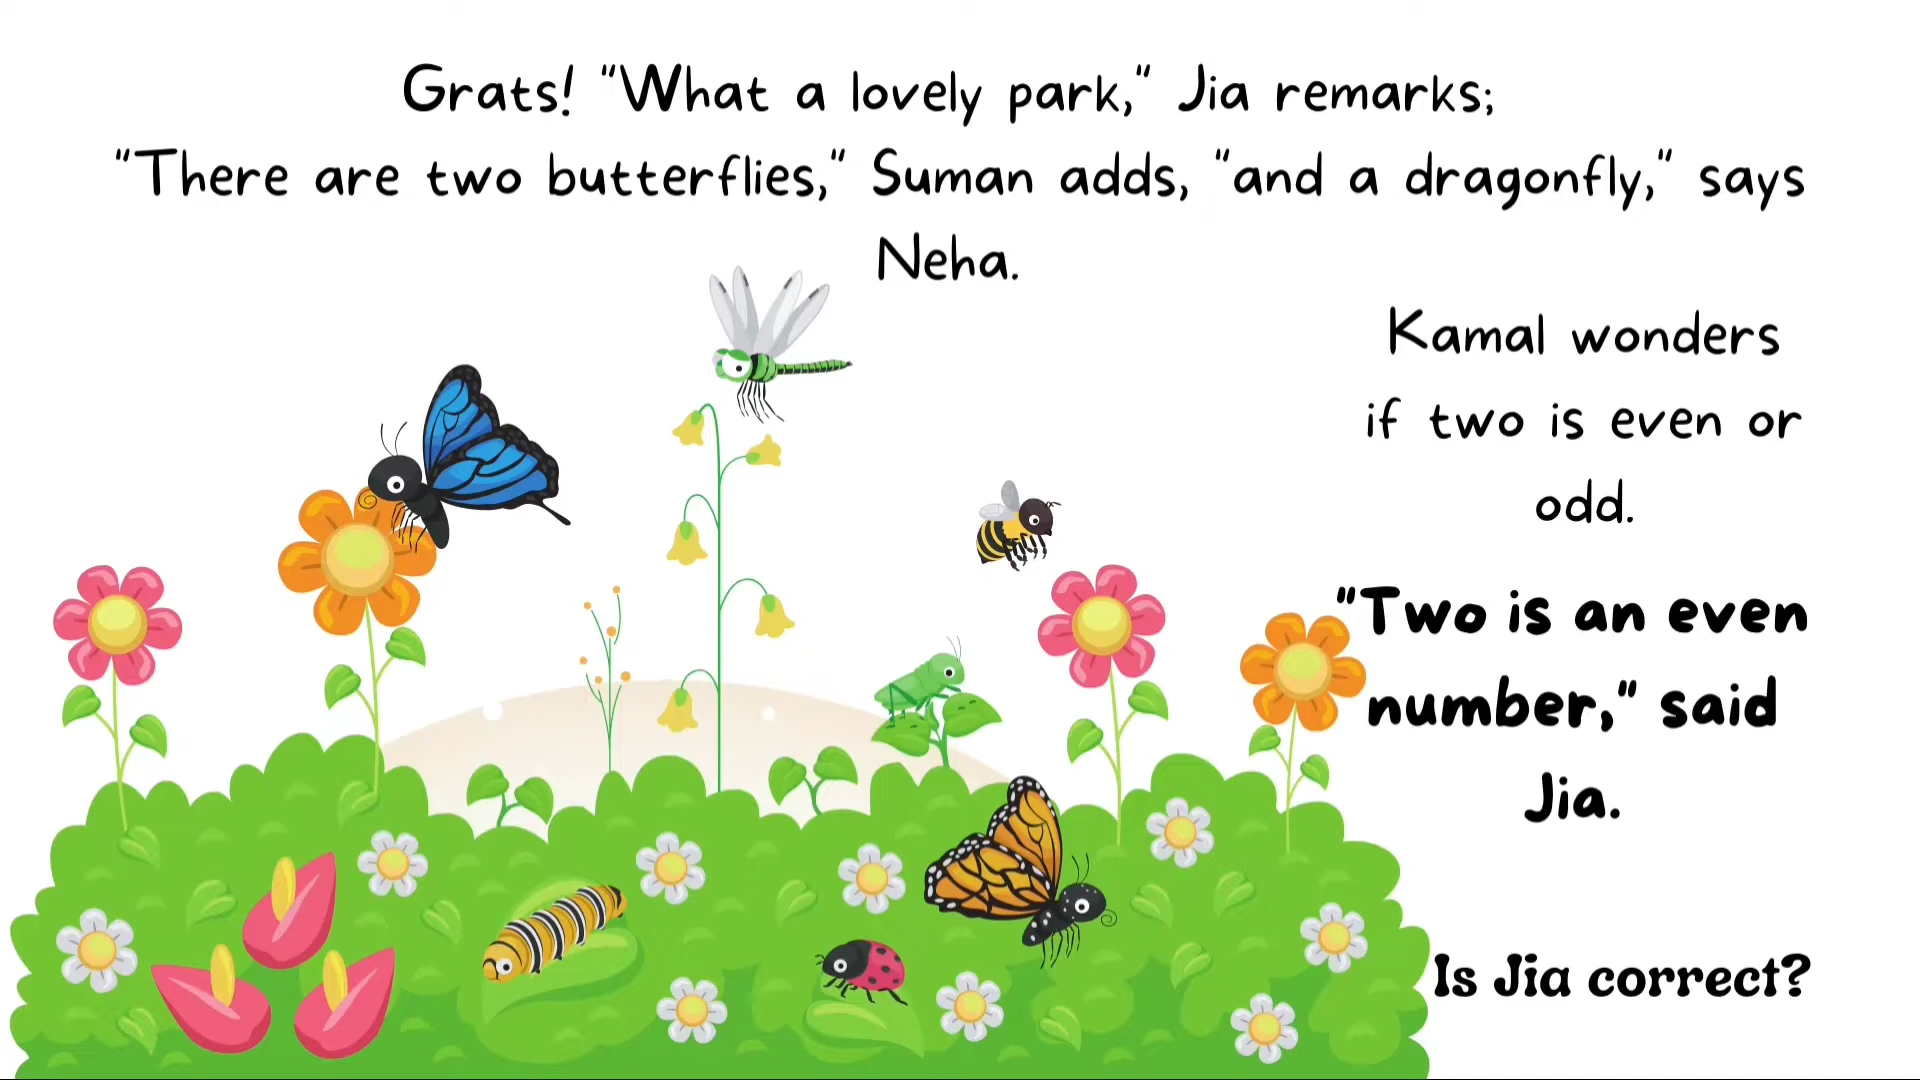 Grats! "What a lovely park," Jia remarks;
"There are two butterflies," Suman adds, "and a dragonfly," says
Neha.
Kamal wonders
if two is even or
odd.
"Two is an even
number," said
Jia.
Is Jia correct?